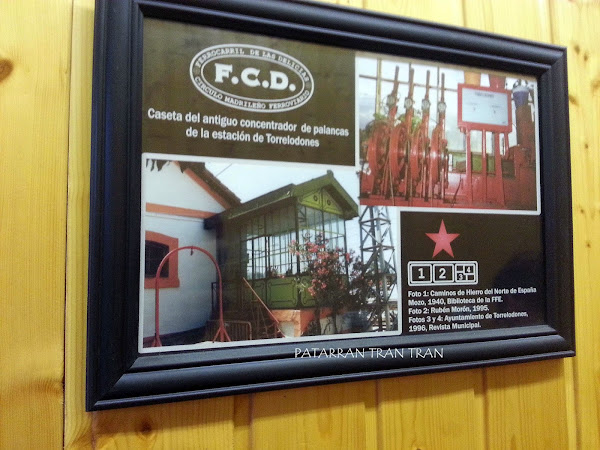 FERROCARRIL DE LAS DELICIAS
F.C.D.
CÍRCULO MADRILEÑO FERROVIARIO
Caseta del antiguo concentrador de palancas
de la estación de Torrelodones
1 2 3 4
Foto 1: Caminos de Hierro del Norte de España
Mozo, 1940, Biblioteca de la FFE.
Foto 2: Rubén Morón, 1995.
Fotos 3 y 4: Ayuntamiento de Torrelodones,
1996, Revista Municipal.
PATARRAN TRAN TRAN